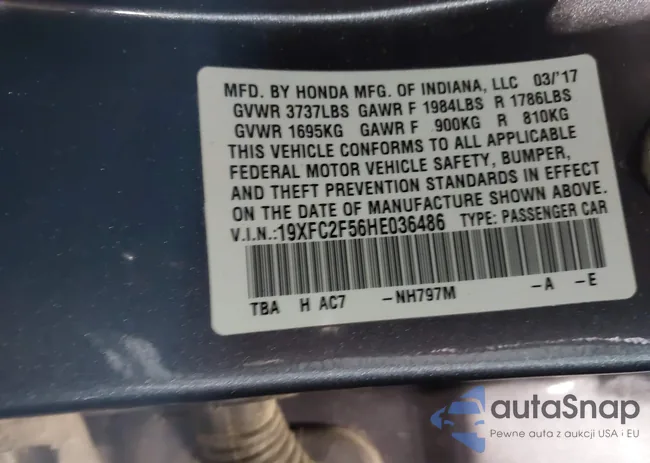 MFD. BY HONDA MFG. OF INDIANA, LLC 03/'17
GVWR 3737LBS GAWR F 1984LBS R 1786LBS
GVWR 1695KG GAWR F 900KG R 810KG
THIS VEHICLE CONFORMS TO ALL APPLICABLE
FEDERAL MOTOR VEHICLE SAFETY, BUMPER,
AND THEFT PREVENTION STANDARDS IN EFFECT
ON THE DATE OF MANUFACTURE SHOWN ABOVE.
V.I.N.:19XFC2F56HE036486 TYPE: PASSENGER CAR
TBA H AC7 -NH797M -A -E
autaSnap
Pewne auta z aukcji USA i EU